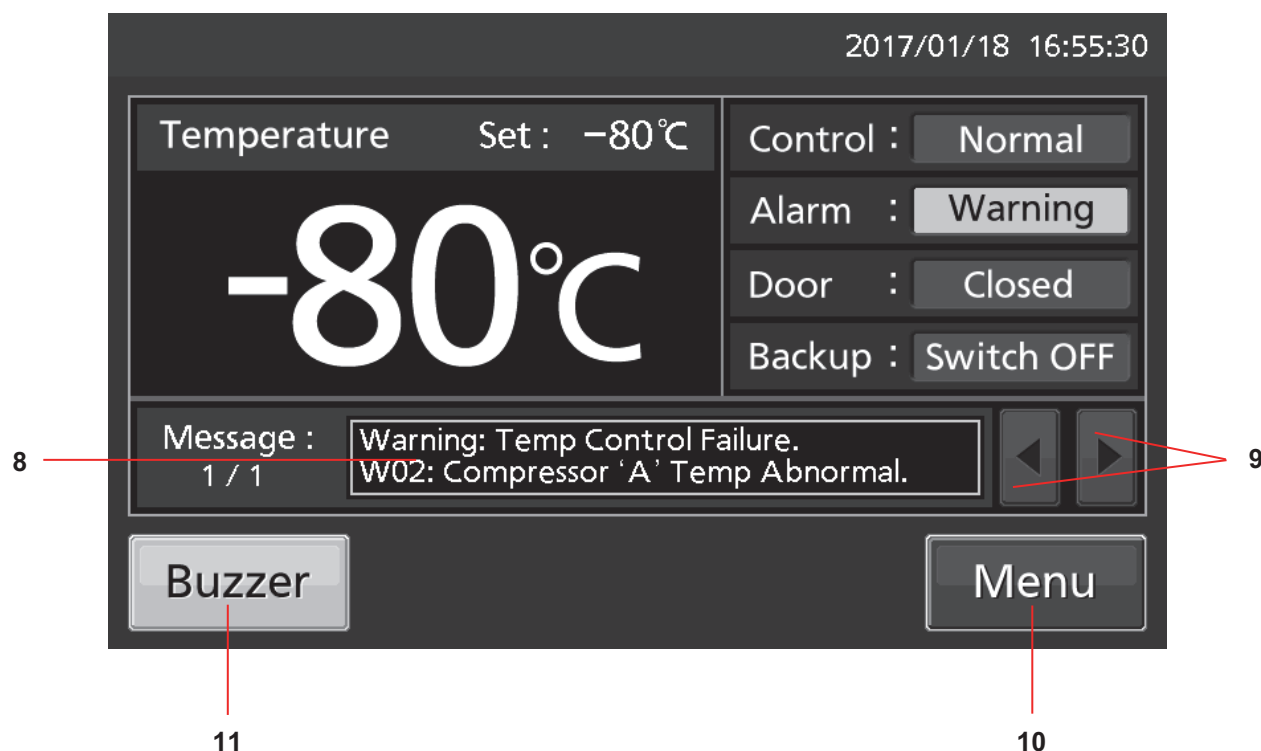 2017/01/18 16:55:30
Temperature Set : −80℃
-80℃
Control : Normal
Alarm : Warning
Door : Closed
Backup : Switch OFF
Message :
1 / 1
Warning: Temp Control Failure.
W02: Compressor ‘A’ Temp Abnormal.
8
9
Buzzer
Menu
11
10